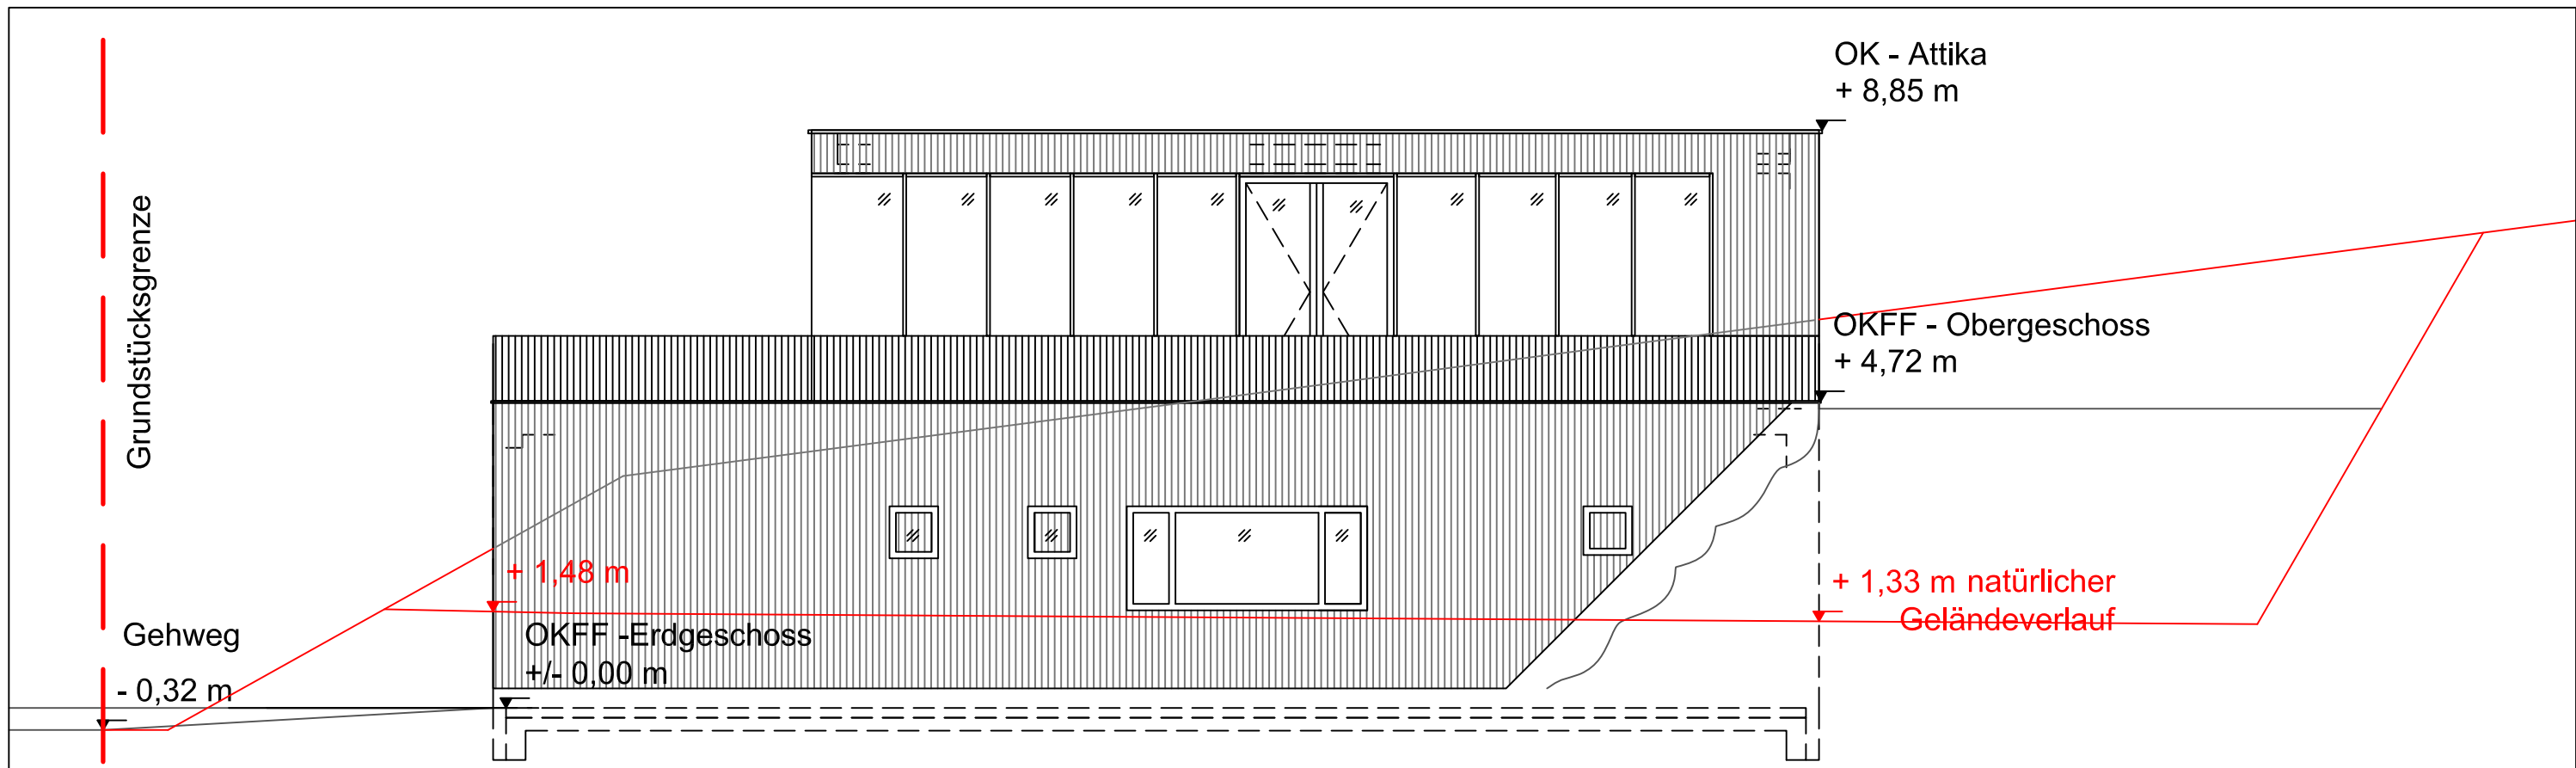 OK - Attika
+ 8,85 m
Grundstücksgrenze
OKFF - Obergeschoss
+ 4,72 m
+ 1,48 m
+ 1,33 m natürlicher
Geländeverlauf
Gehweg
- 0,32 m
OKFF -Erdgeschoss
+/- 0,00 m